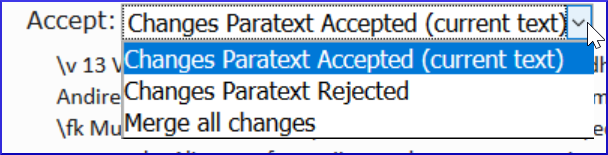 Accept: Changes Paratext Accepted (current text)
Changes Paratext Accepted (current text)
\v 13 V
Changes Paratext Rejected
Andire
Merge all changes
\fk Mu